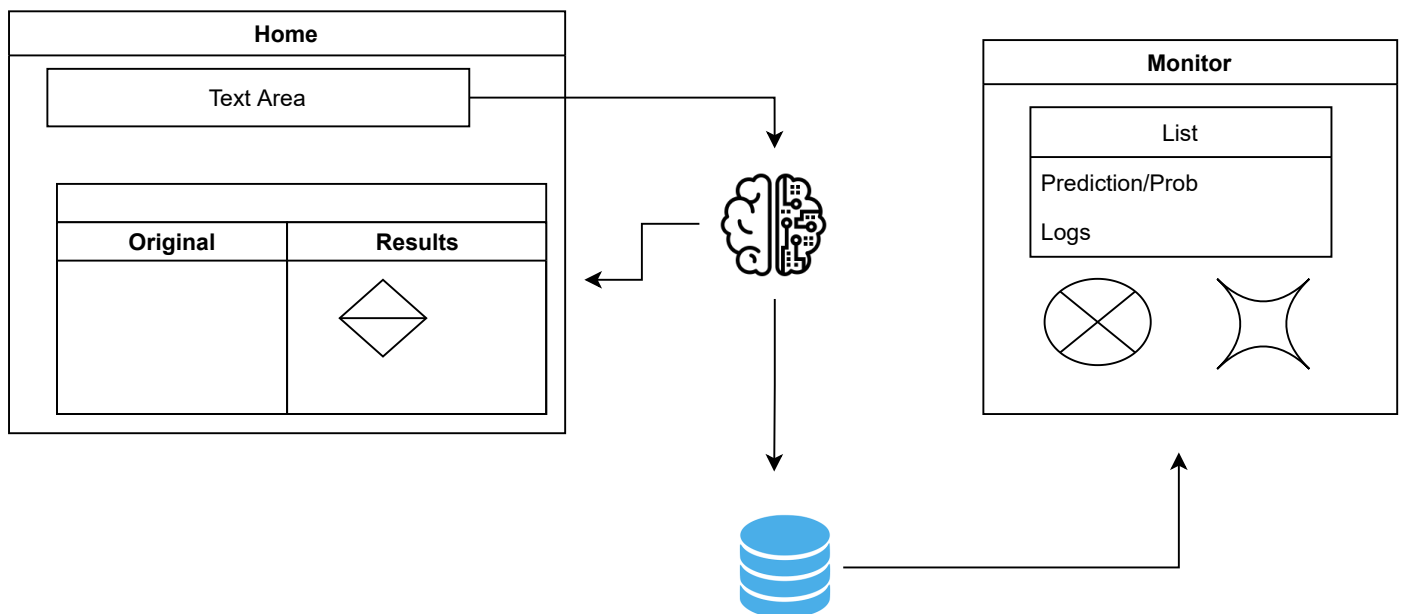 Home
Text Area
Original
Results
Monitor
List
Prediction/Prob
Logs